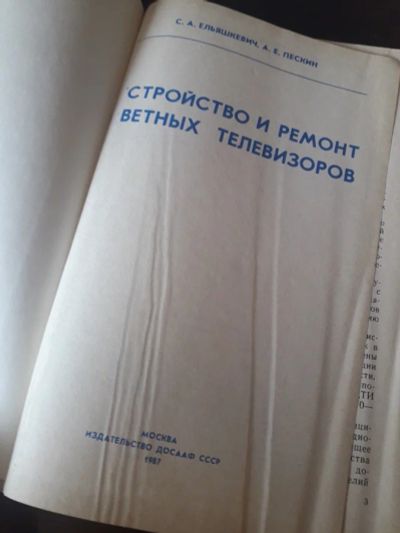 С. А. ЕЛЬЯШКЕВИЧ, А. Е. ПЕСКИН
СТРОЙСТВО И РЕМОНТ
ВЕТНЫХ ТЕЛЕВИЗОРОВ
МОСКВА
ИЗДАТЕЛЬСТВО ДОСААФ СССР
1987
3